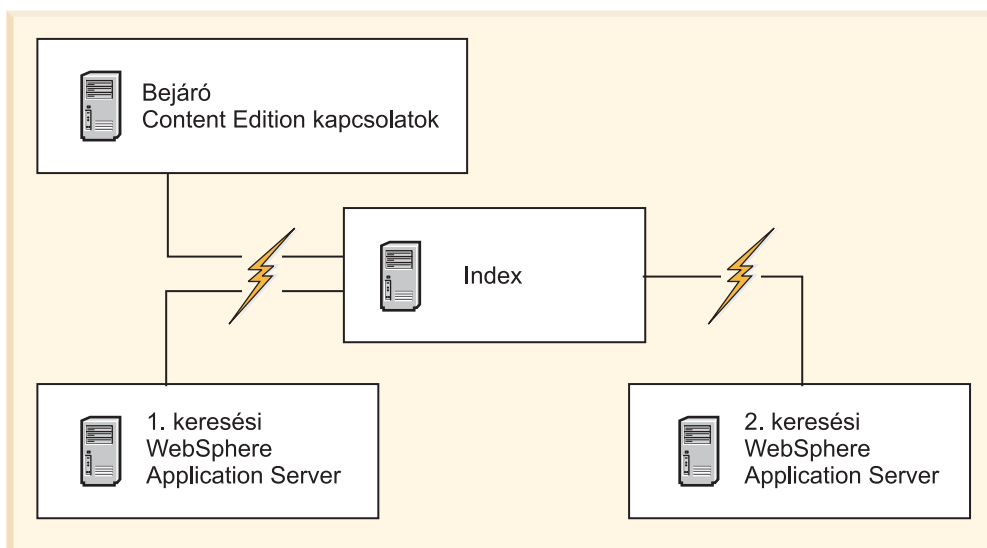 Bejáró
Content Edition kapcsolatok
Index
1. keresési
WebSphere
Application Server
2. keresési
WebSphere
Application Server